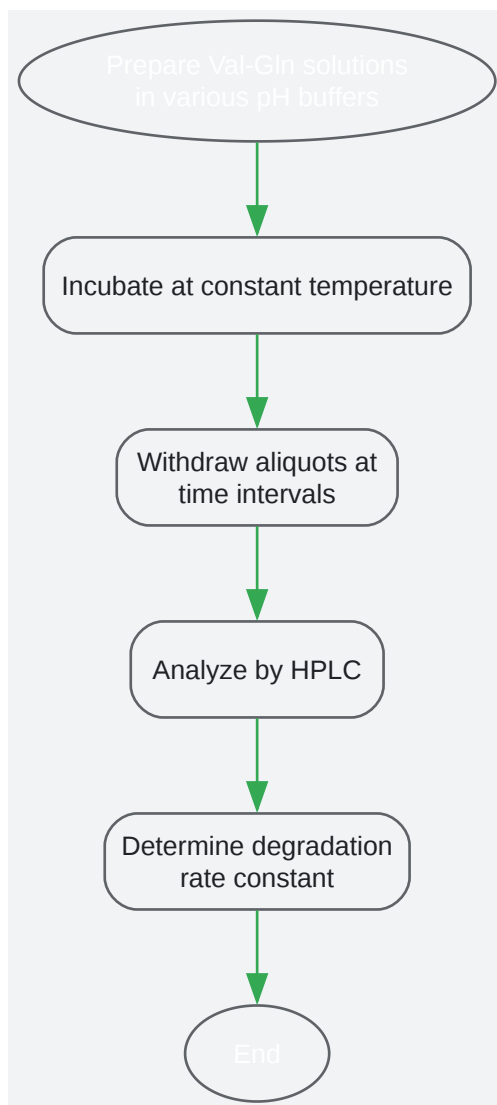 Prepare Val-Gln solutions
in various pH buffers
Incubate at constant temperature
Withdraw aliquots at
time intervals
Analyze by HPLC
Determine degradation
rate constant
End